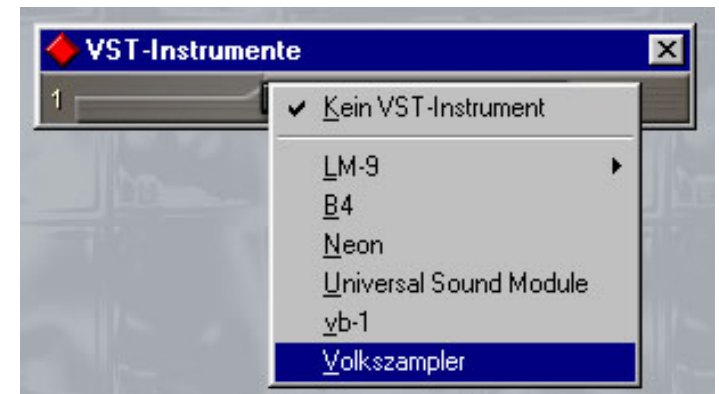 VST-Instrumente
1
Kein VST-Instrument
LM-9
B4
Neon
Universal Sound Module
vb-1
Volkszampler